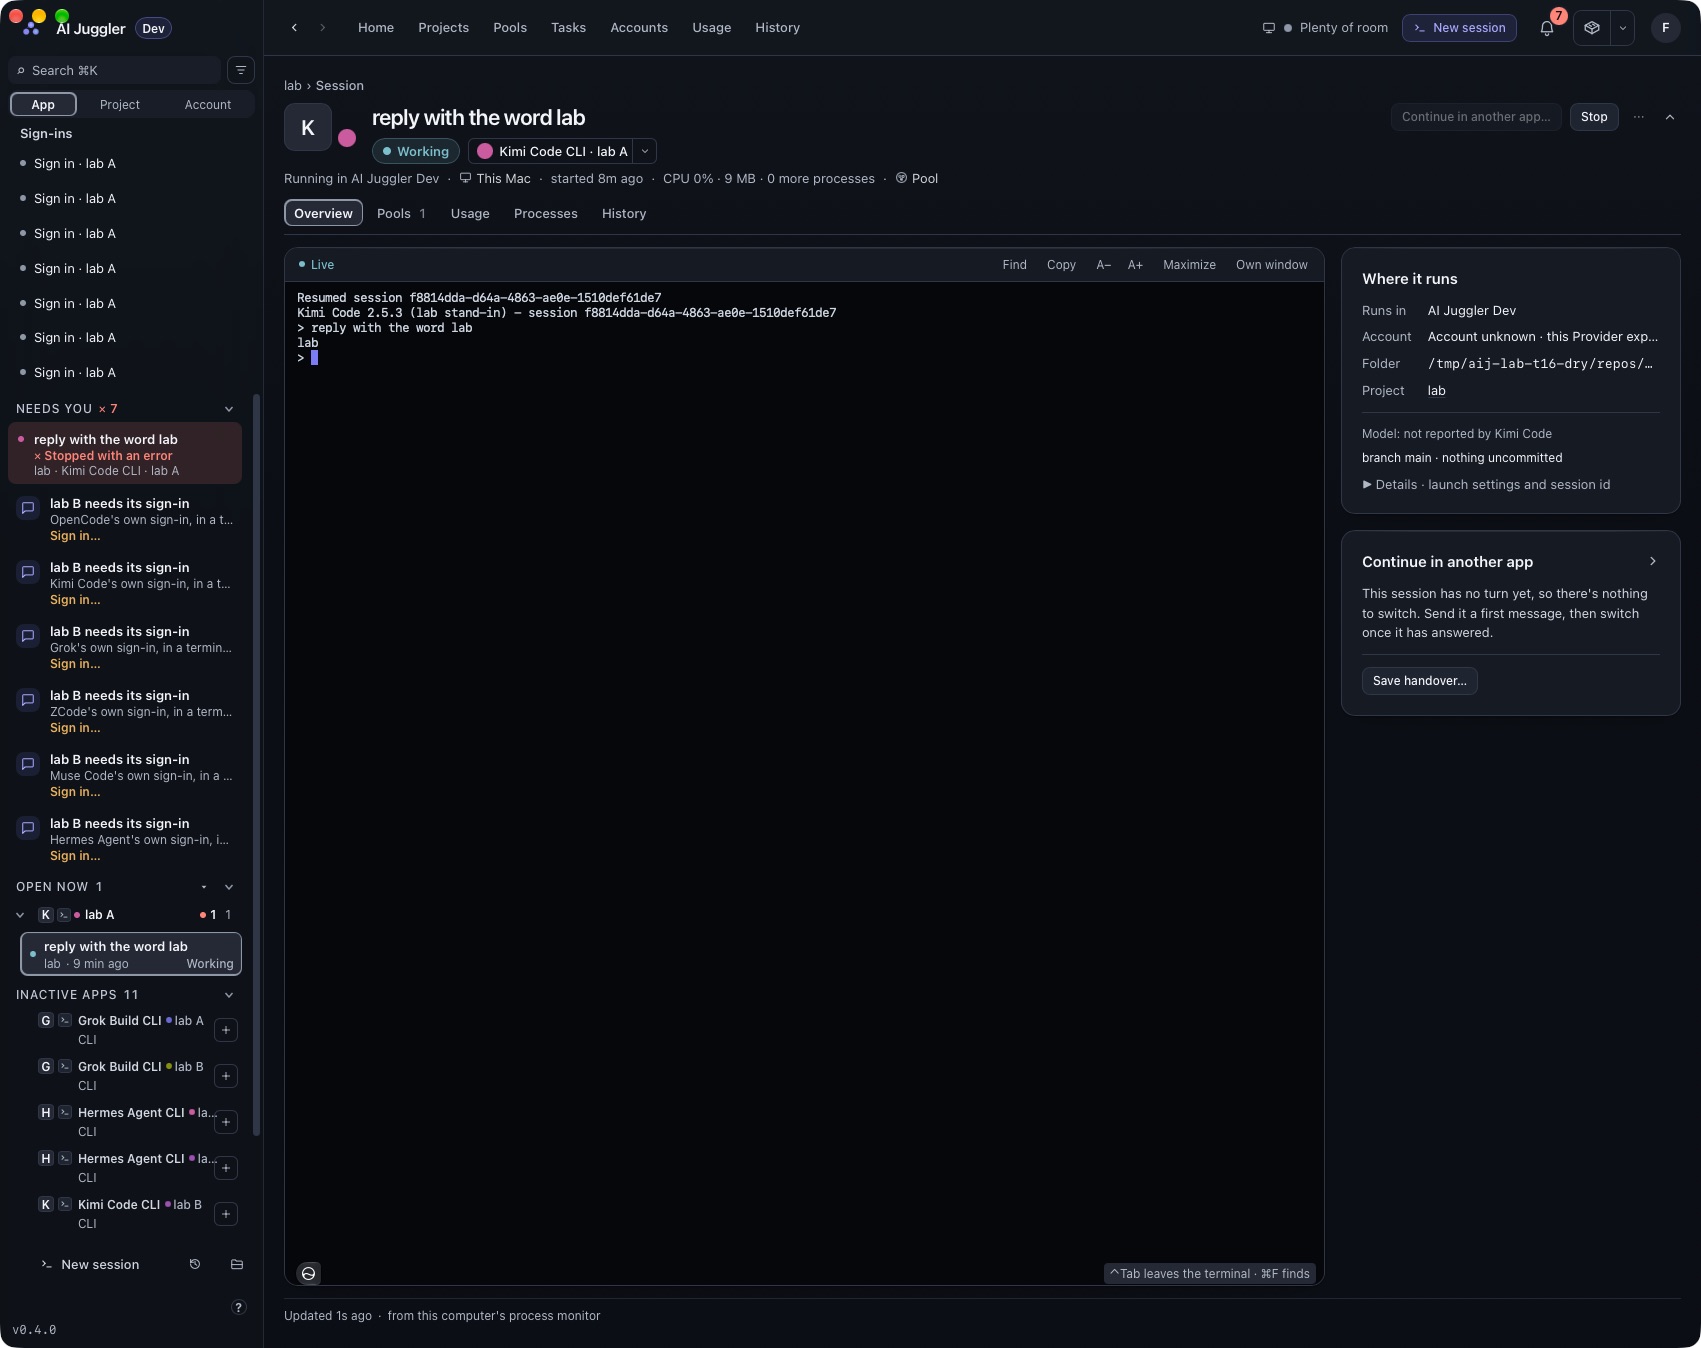 AI Juggler Dev
Search ⌘K
App Project Account
Sign-ins
Sign in · lab A
Sign in · lab A
Sign in · lab A
Sign in · lab A
Sign in · lab A
Sign in · lab A
Sign in · lab A
NEEDS YOU × 7
reply with the word lab
× Stopped with an error
lab · Kimi Code CLI · lab A
lab B needs its sign-in
OpenCode's own sign-in, in a t…
Sign in…
lab B needs its sign-in
Kimi Code's own sign-in, in a t…
Sign in…
lab B needs its sign-in
Grok's own sign-in, in a termin…
Sign in…
lab B needs its sign-in
ZCode's own sign-in, in a term…
Sign in…
lab B needs its sign-in
Muse Code's own sign-in, in a …
Sign in…
lab B needs its sign-in
Hermes Agent's own sign-in, i…
Sign in…
OPEN NOW 1
K lab A 1 1
reply with the word lab
lab · 9 min ago Working
INACTIVE APPS 11
G Grok Build CLI lab A
CLI
G Grok Build CLI lab B
CLI
H Hermes Agent CLI la…
CLI
H Hermes Agent CLI la…
CLI
K Kimi Code CLI lab B
CLI
New session
?
v0.4.0
Home Projects Pools Tasks Accounts Usage History
Plenty of room New session 7 F
lab › Session
K
reply with the word lab
Continue in another app… Stop ···
Working Kimi Code CLI · lab A
Running in AI Juggler Dev · This Mac · started 8m ago · CPU 0% · 9 MB · 0 more processes · Pool
Overview Pools 1 Usage Processes History
Live Find Copy A− A+ Maximize Own window
Resumed session f8814dda-d64a-4863-ae0e-1510def61de7
Kimi Code 2.5.3 (lab stand-in) — session f8814dda-d64a-4863-ae0e-1510def61de7
> reply with the word lab
lab
>
^Tab leaves the terminal · ⌘F finds
Where it runs
Runs in AI Juggler Dev
Account Account unknown · this Provider exp…
Folder /tmp/aij-lab-t16-dry/repos/…
Project lab
Model: not reported by Kimi Code
branch main · nothing uncommitted
▶ Details · launch settings and session id
Continue in another app
This session has no turn yet, so there's nothing
to switch. Send it a first message, then switch
once it has answered.
Save handover…
Updated 1s ago · from this computer's process monitor